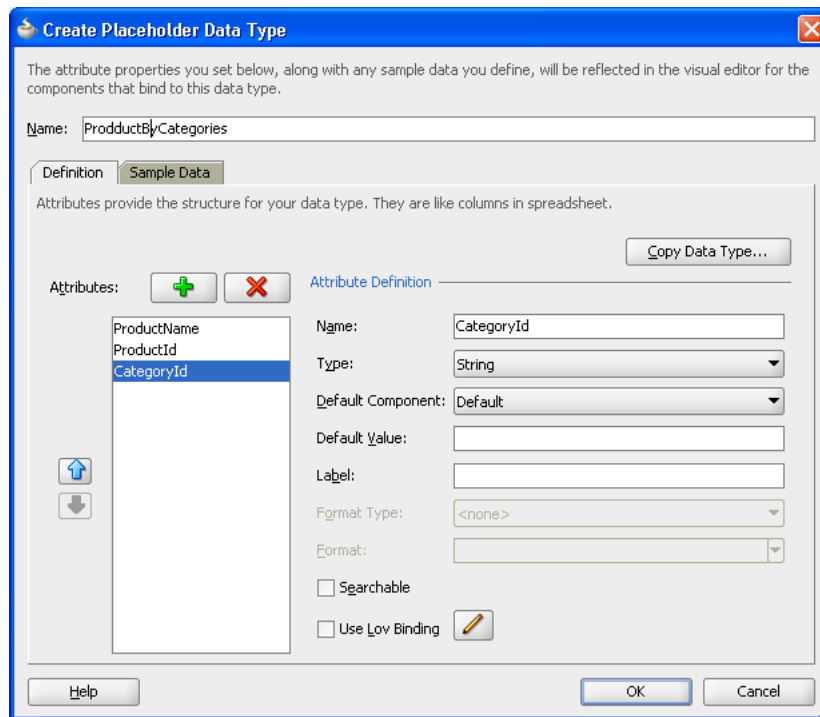 Create Placeholder Data Type
The attribute properties you set below, along with any sample data you define, will be reflected in the visual editor for the
components that bind to this data type.
Name: ProdductByCategories
Definition Sample Data
Attributes provide the structure for your data type. They are like columns in spreadsheet.
Copy Data Type...
Attributes: Attribute Definition
ProductName
ProductId
CategoryId
Name: CategoryId
Type: String
Default Component: Default
Default Value:
Label:
Format Type: <none>
Format:
Searchable
Use Lov Binding
Help OK Cancel